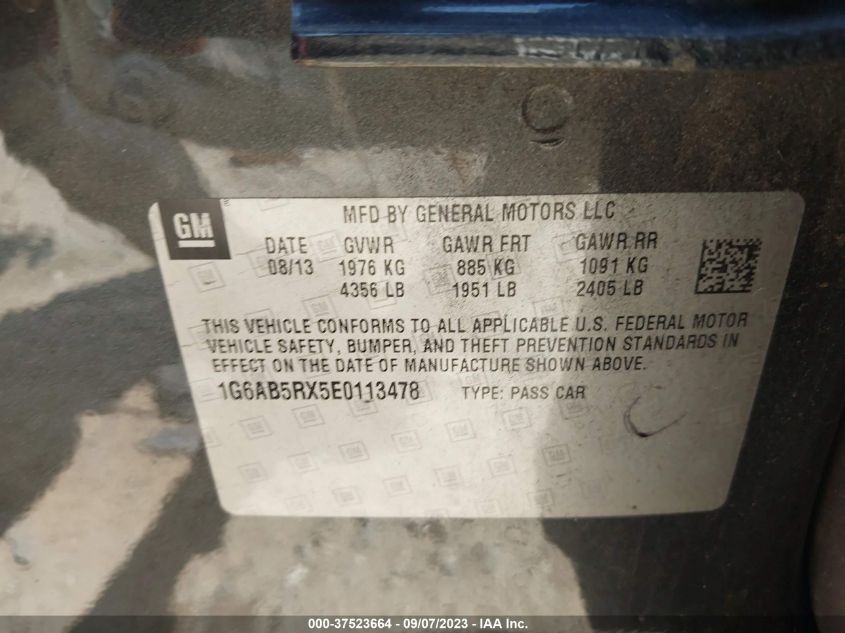 GM
MFD BY GENERAL MOTORS LLC
DATE GVWR GAWR FRT GAWR RR
08/13 1976 KG 885 KG 1091 KG
4356 LB 1951 LB 2405 LB
THIS VEHICLE CONFORMS TO ALL APPLICABLE U.S. FEDERAL MOTOR
VEHICLE SAFETY, BUMPER, AND THEFT PREVENTION STANDARDS IN
EFFECT ON THE DATE OF MANUFACTURE SHOWN ABOVE.
1G6AB5RX5E0113478 TYPE: PASS CAR
000-37523664 - 09/07/2023 - IAA Inc.